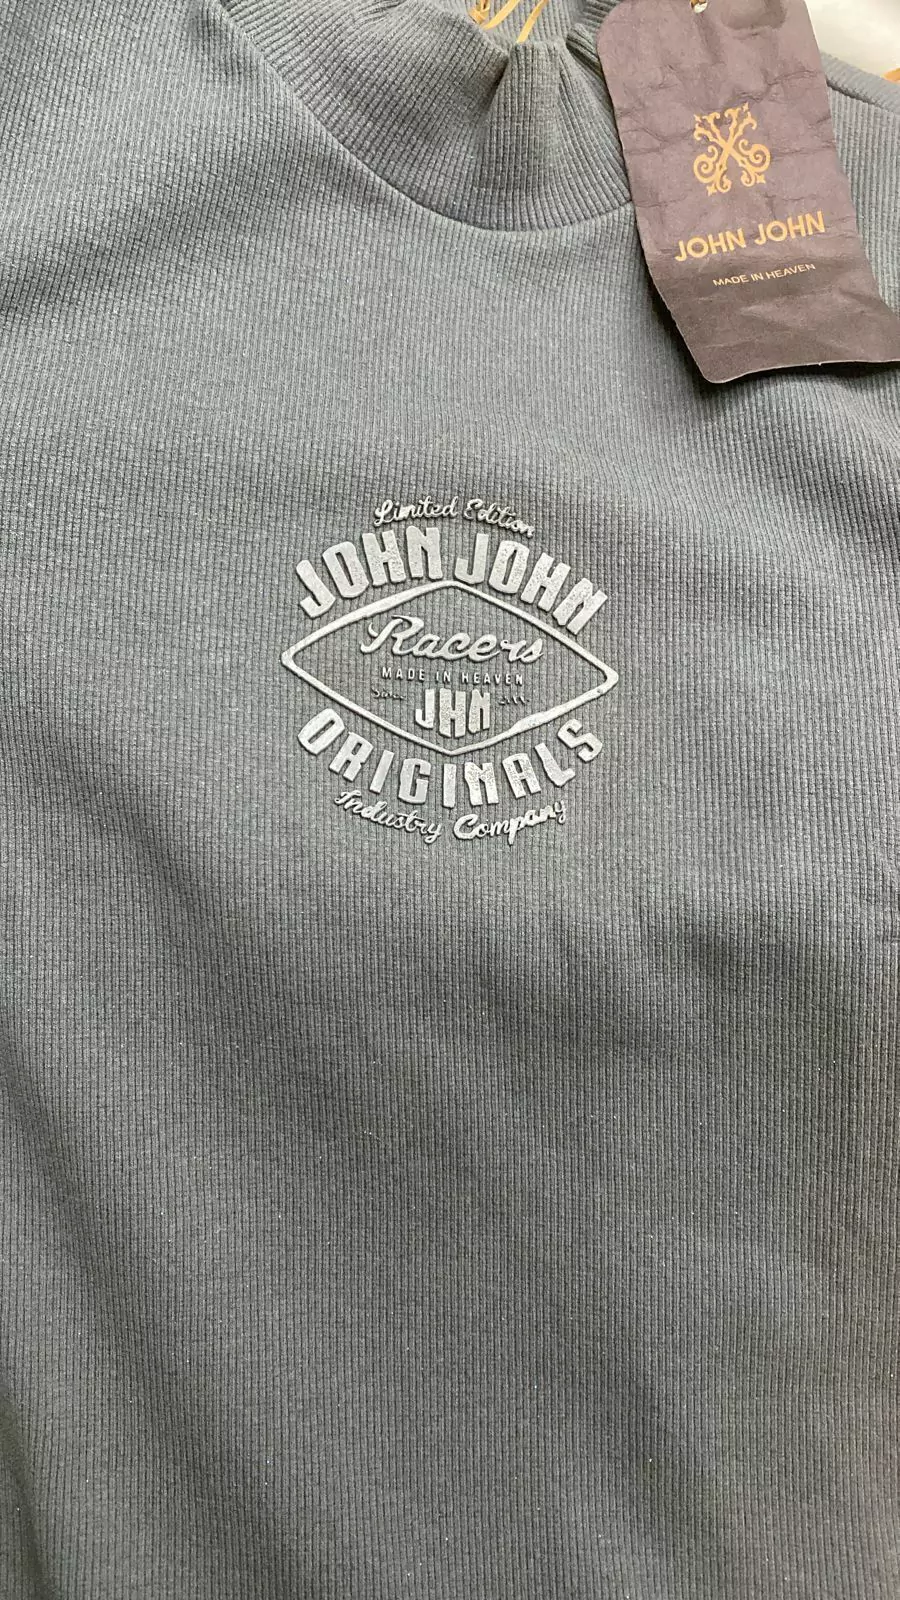 JOHN JOHN
MADE IN HEAVEN
Limited Edition
JOHN JOHN
Racers
MADE IN HEAVEN
JHN
ORIGINALS
Industry Company